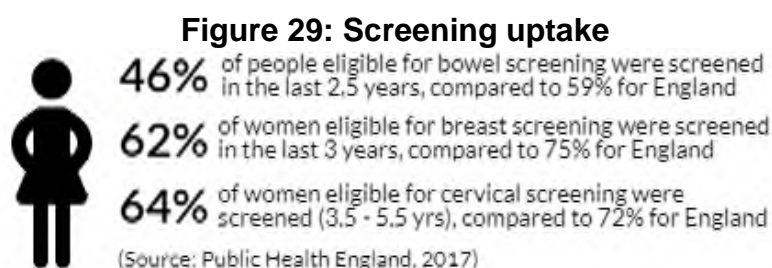 Figure 29: Screening uptake
46% of people eligible for bowel screening were screened
in the last 2.5 years, compared to 59% for England
62% of women eligible for breast screening were screened
in the last 3 years, compared to 75% for England
64% of women eligible for cervical screening were
screened (3.5 - 5.5 yrs), compared to 72% for England
(Source: Public Health England, 2017)